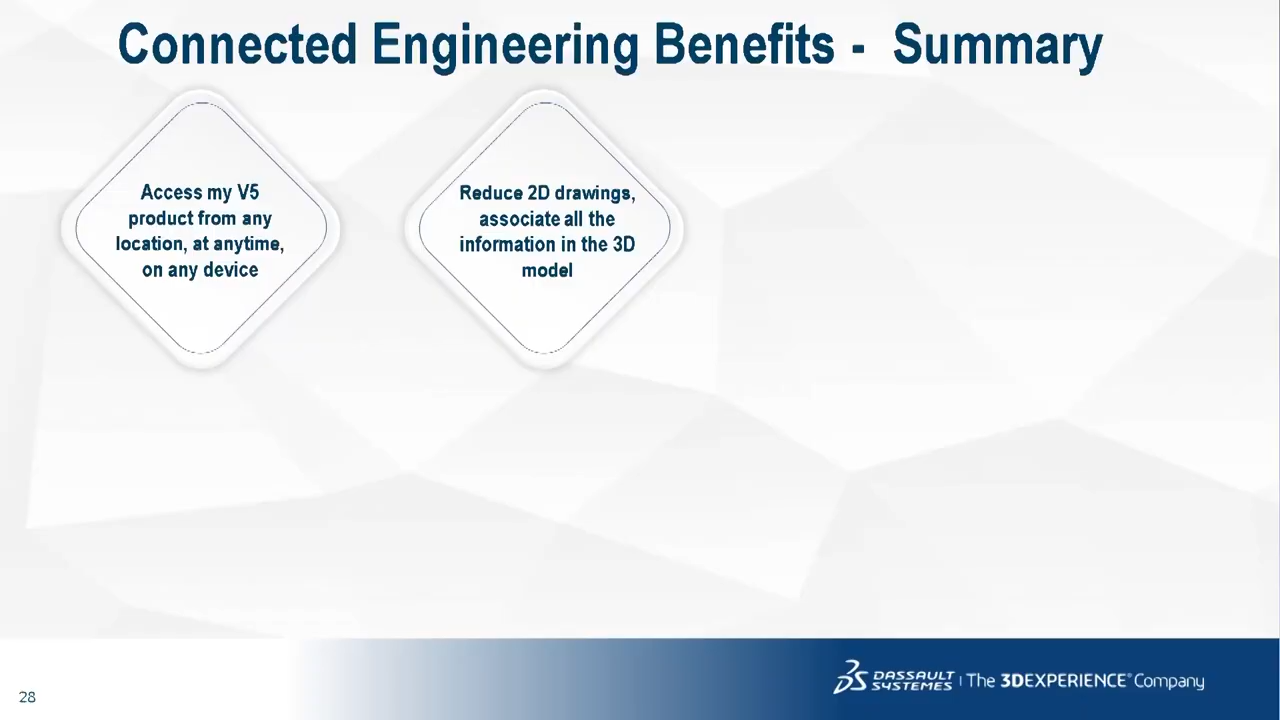 Connected Engineering Benefits - Summary
Access my V5
product from any
location, at anytime,
on any device
Reduce 2D drawings,
associate all the
information in the 3D
model
28
DASSAULT
SYSTEMES
The 3DEXPERIENCE® Company